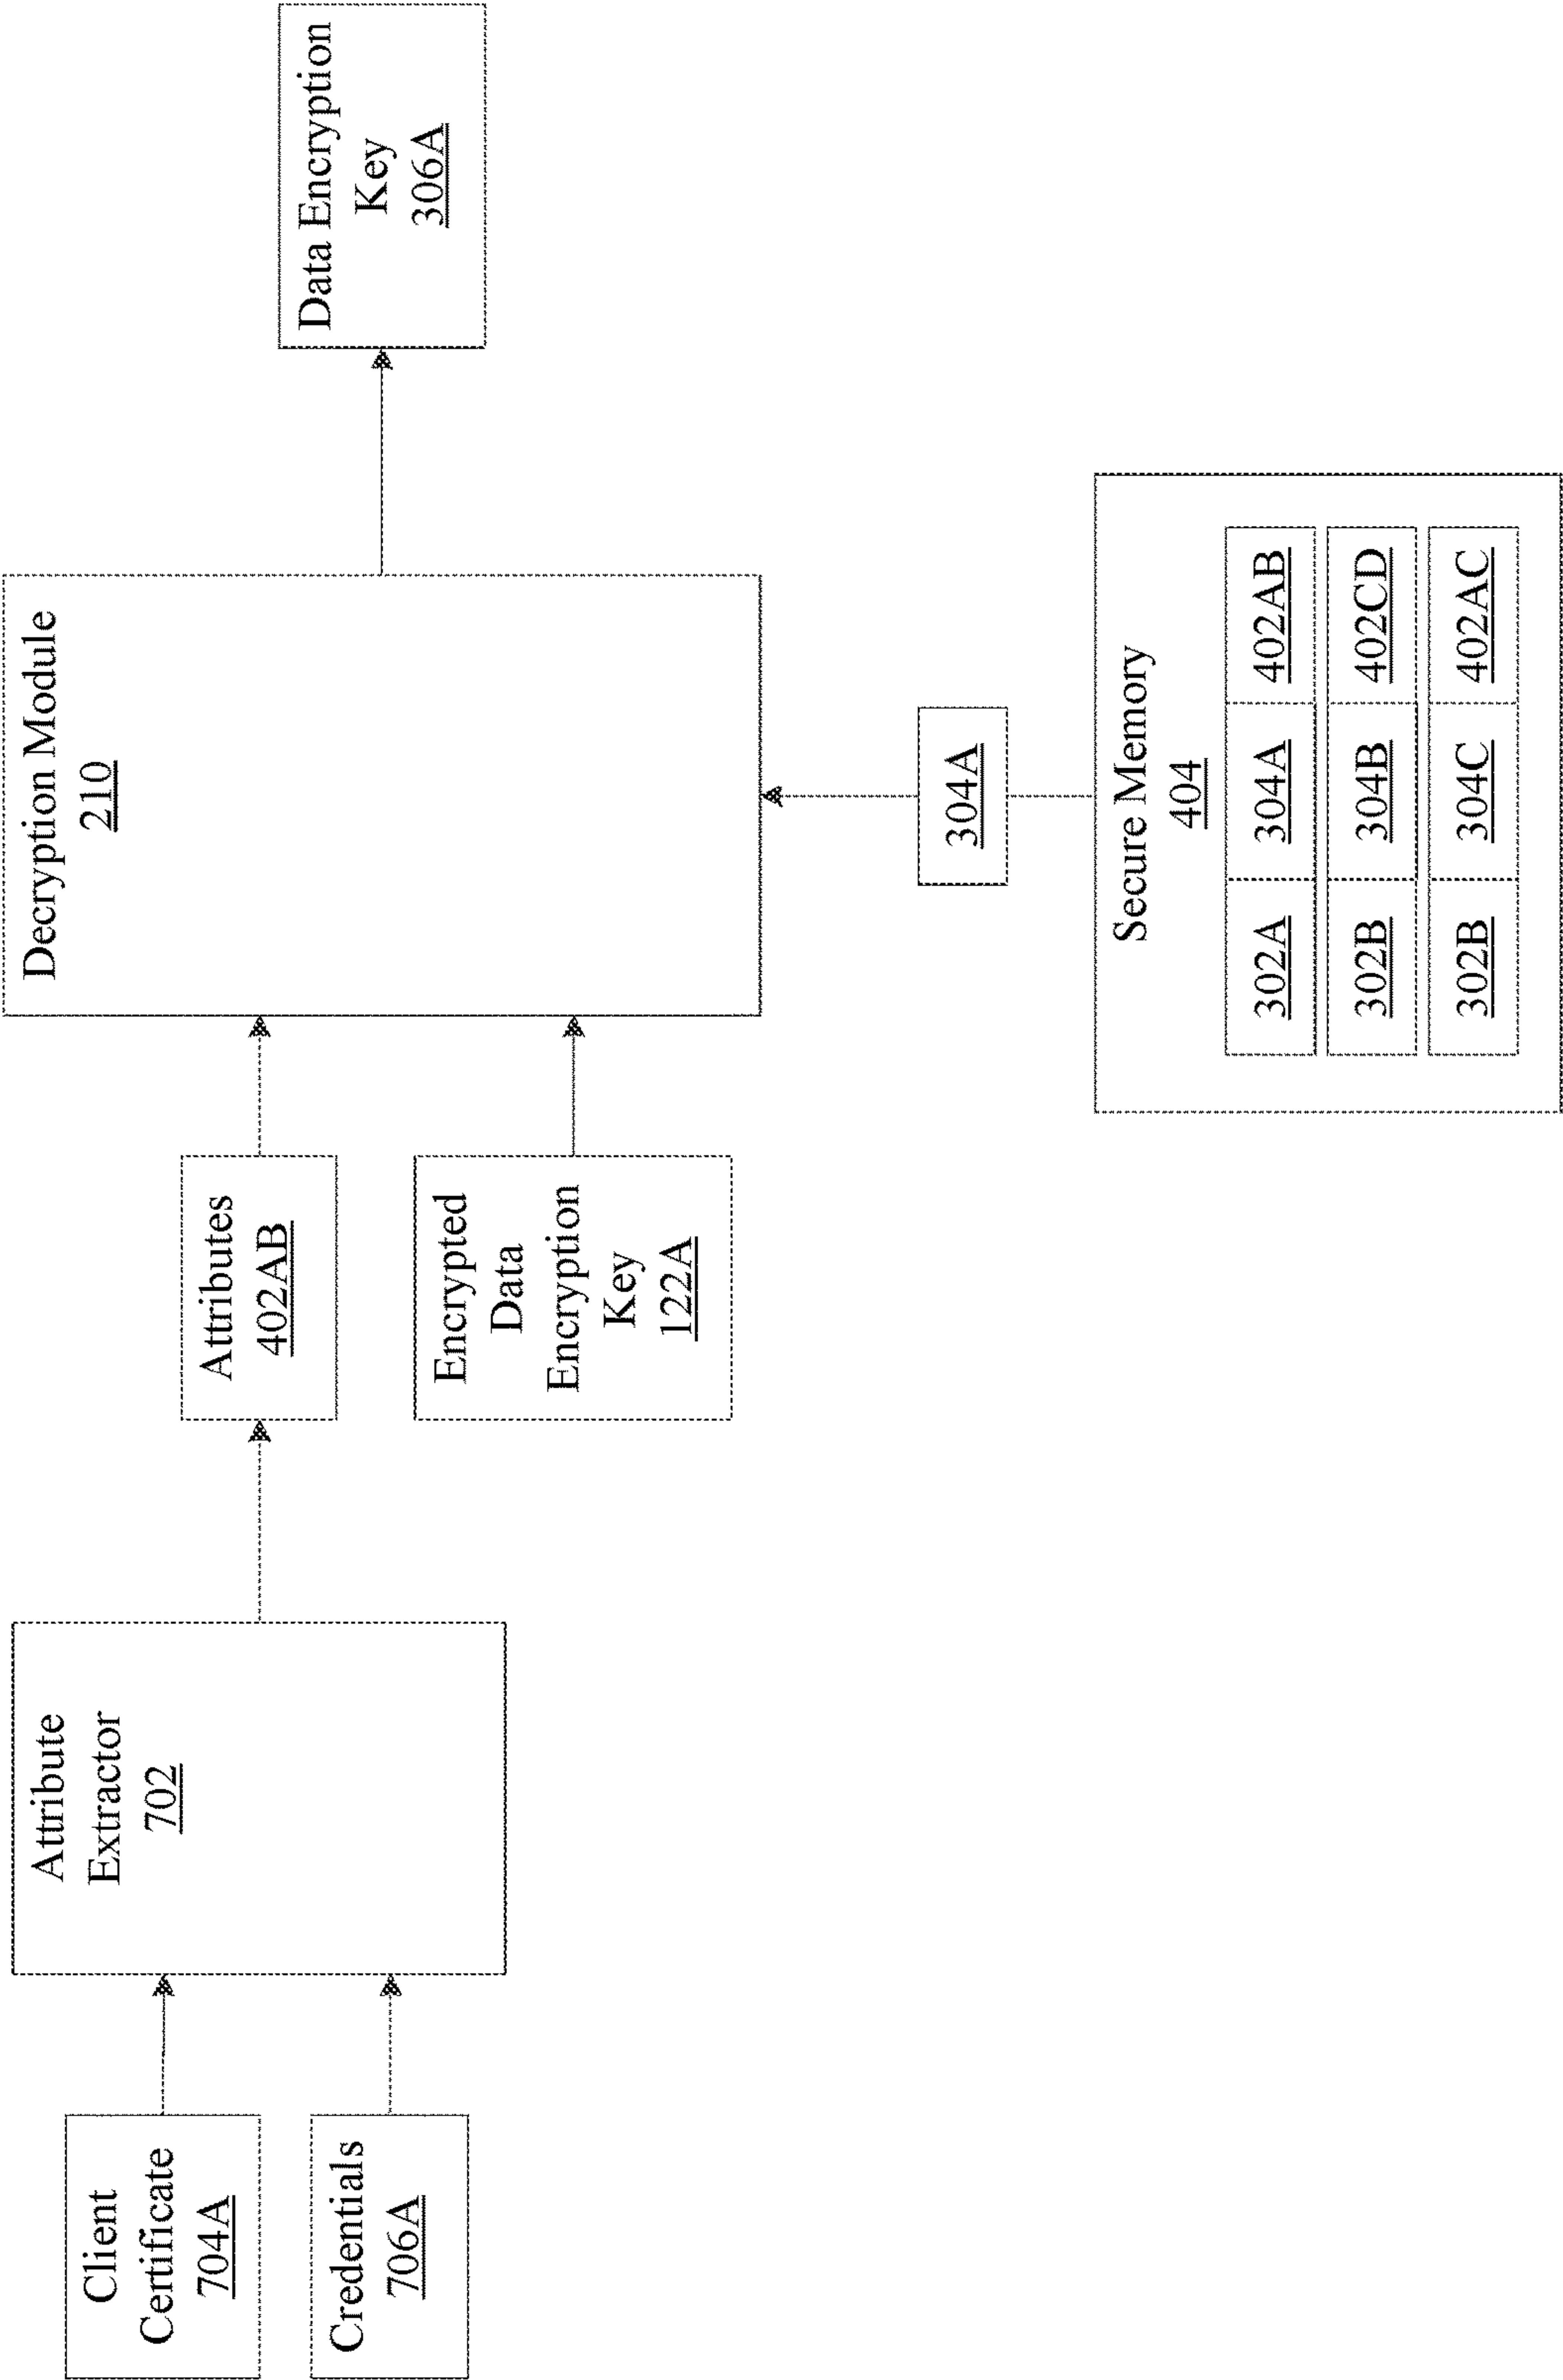 Client
Certificate
704A
Credentials
706A
Attribute
Extractor
702
Attributes
402AB
Encrypted
Data
Encryption
Key
122A
Decryption Module
210
Data Encryption
Key
306A
304A
Secure Memory
404
302A 304A 402AB
302B 304B 402CD
302B 304C 402AC